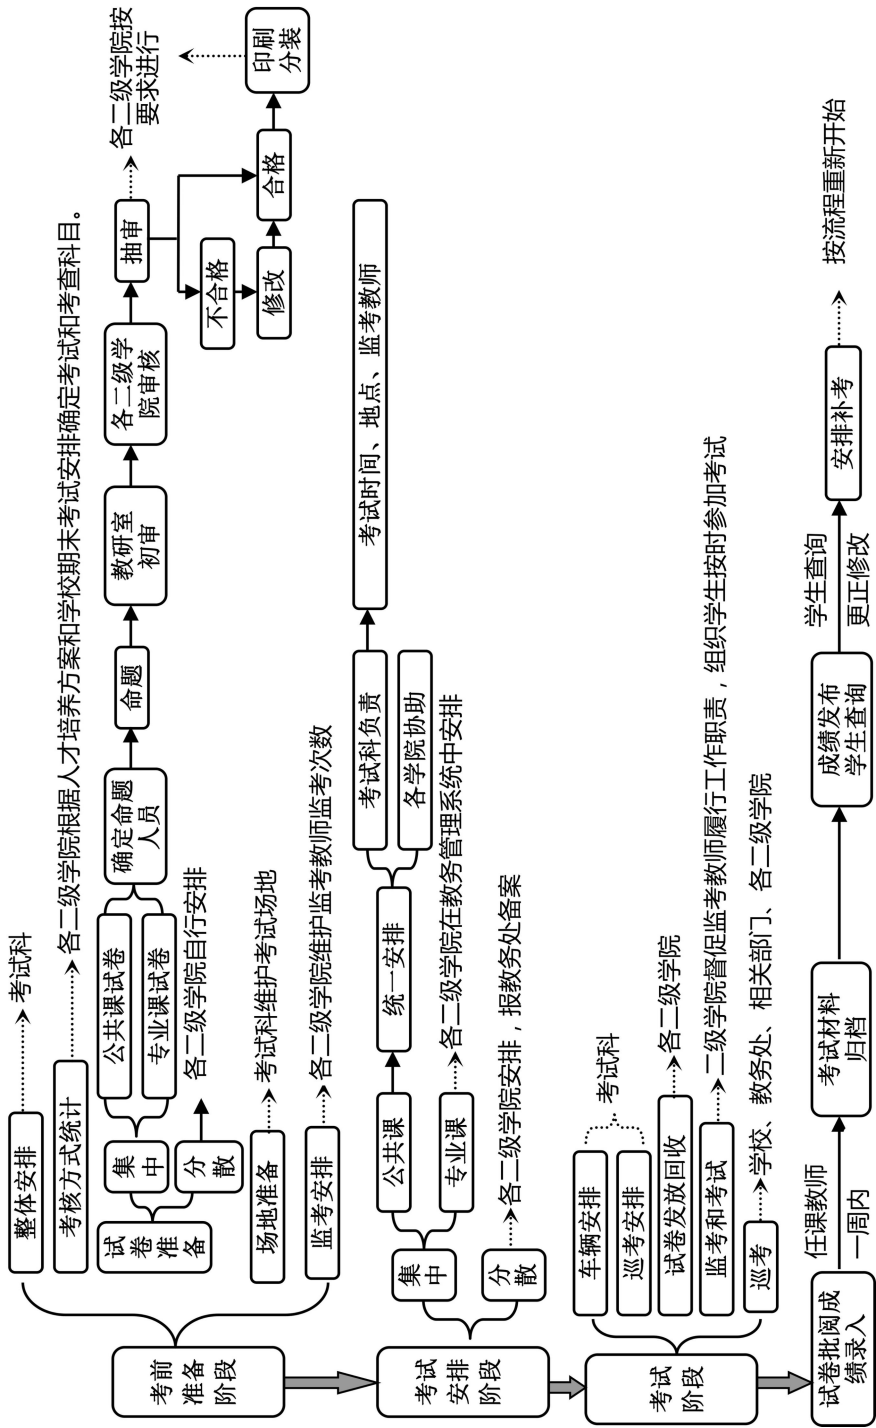 考前
准备
阶段
整体安排
考试科
考核方式统计
各二级学院根据人才培养方案和学校期末考试安排确定考试和考查科目。
试
卷
准
备
集
中
公共课试卷
专业课试卷
确定命题
人员
命题
教研室
初审
各二级学
院审核
抽审
各二级学院按
要求进行
不合格
修改
合格
印刷
分装
分
散
各二级学院自行安排
场地准备
考试科维护考试场地
监考安排
各二级学院维护监考教师监考次数
考试
安排
阶段
集
中
公共课
统一安排
考试科负责
各学院协助
考试时间、地点、监考教师
专业课
各二级学院在教务管理系统中安排
分
散
各二级学院安排，报教务处备案
考试
阶段
车辆安排
巡考安排
考试科
试卷发放回收
各二级学院
监考和考试
二级学院督促监考教师履行工作职责，组织学生按时参加考试
巡考
学校、教务处、相关部门、各二级学院
试卷批阅成
绩录入
任课教师
一周内
考试材料
归档
成绩发布
学生查询
学生查询
更正修改
安排补考
按流程重新开始